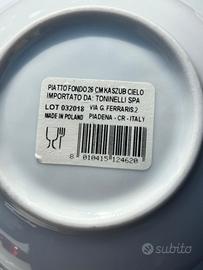 PIATTO FONDO 26 CM KASZUB CIELO
IMPORTATO DA: TONINELLI SPA
LOT 032018 VIA G. FERRARIS 2
MADE IN POLAND PIADENA - CR - ITALY
8 010415 124620
subito